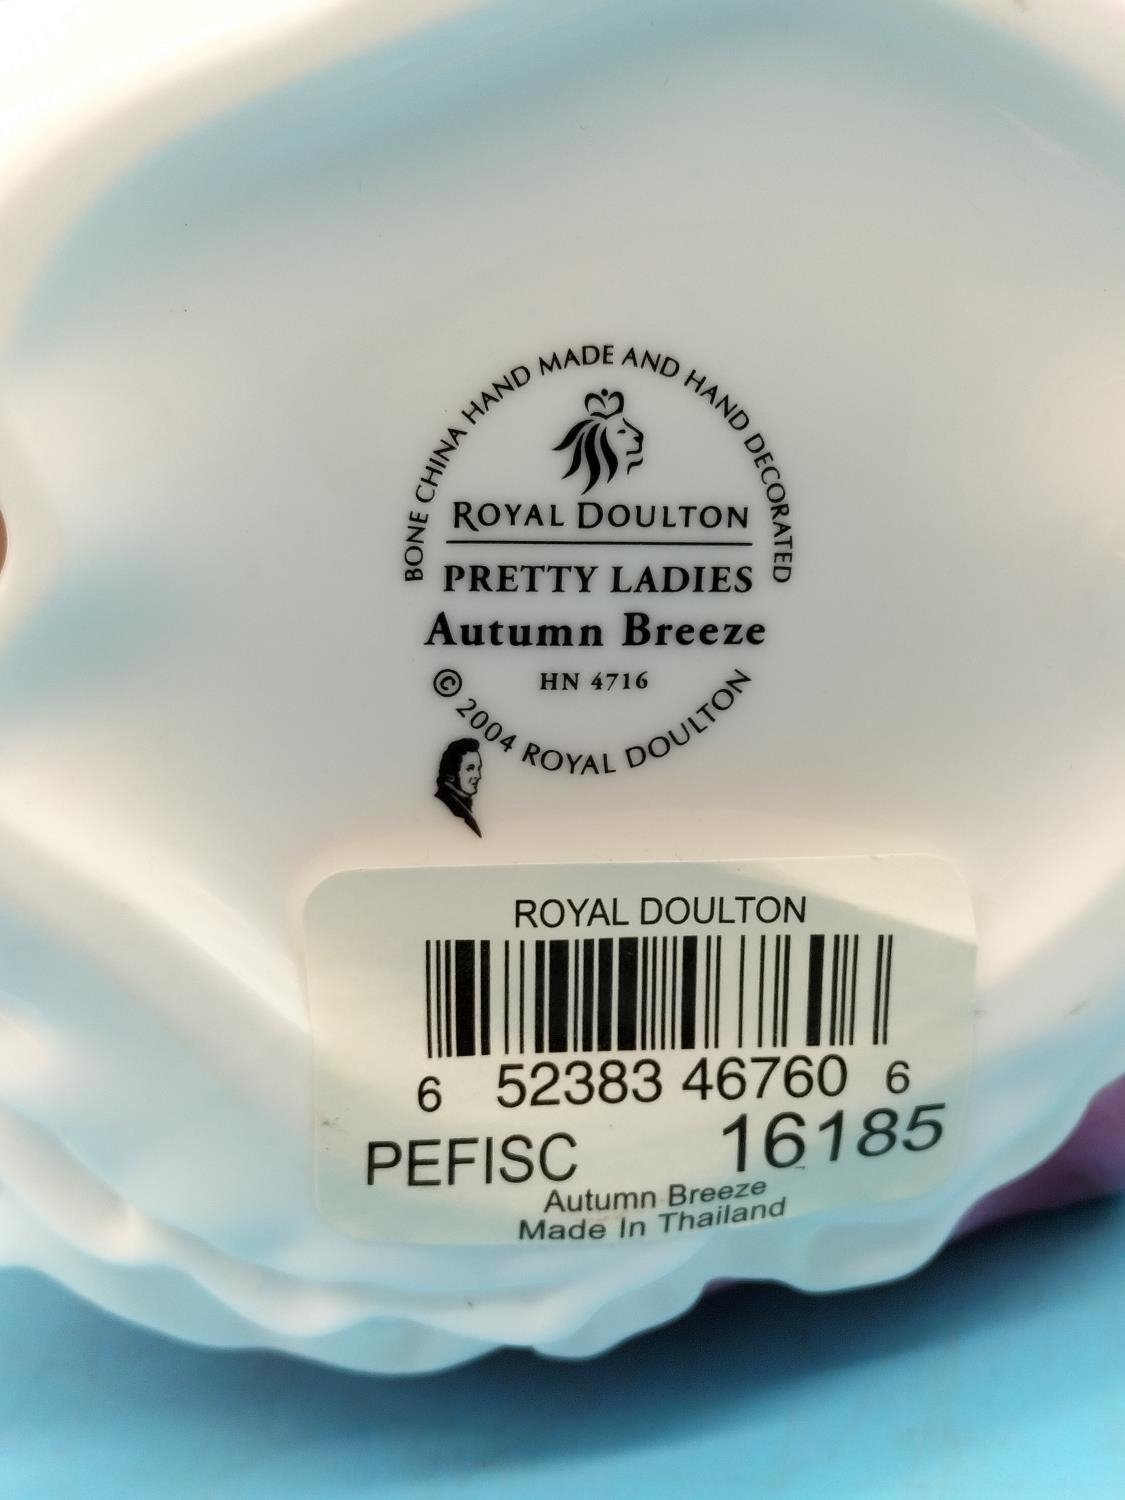 BONE CHINA HAND MADE AND HAND DECORATED
ROYAL DOULTON
PRETTY LADIES
Autumn Breeze
HN 4716
© 2004 ROYAL DOULTON
ROYAL DOULTON
6 52383 46760 6
PEFISC 16185
Autumn Breeze
Made In Thailand